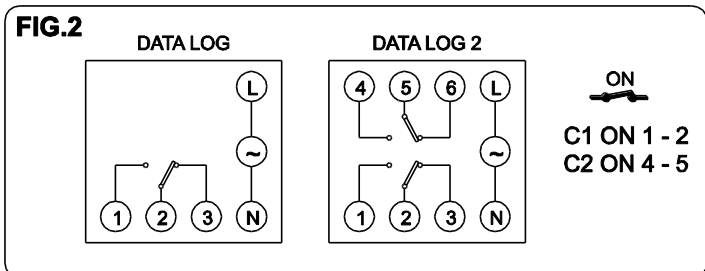 FIG.2
DATA LOG
DATA LOG 2
L
~
1 2 3 N
4 5 6 L
~
1 2 3 N
ON
C1 ON 1 - 2
C2 ON 4 - 5